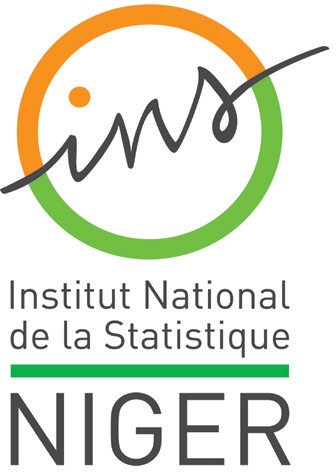 ins
Institut National
de la Statistique
NIGER